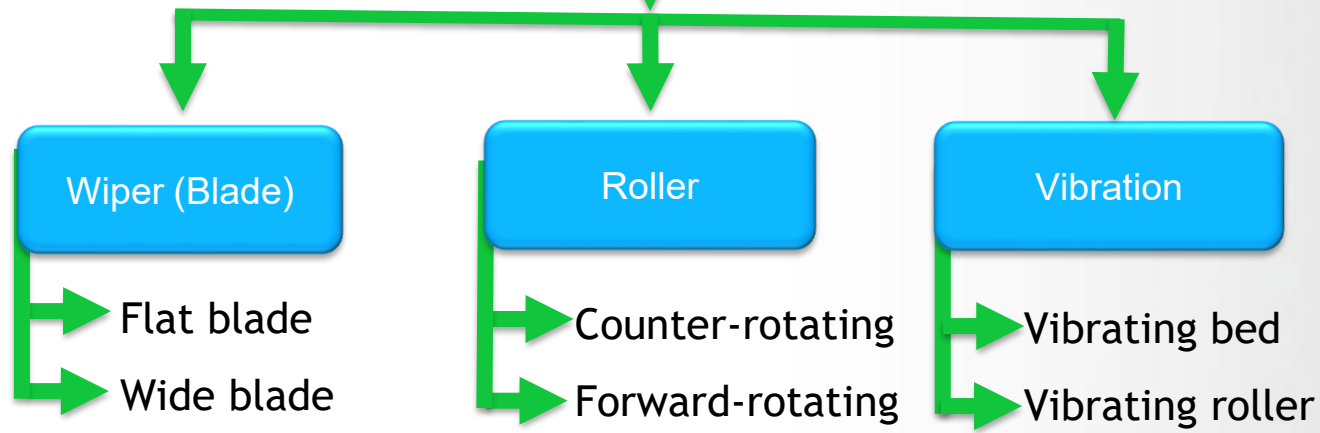 Wiper (Blade)
Flat blade
Wide blade
Roller
Counter-rotating
Forward-rotating
Vibration
Vibrating bed
Vibrating roller